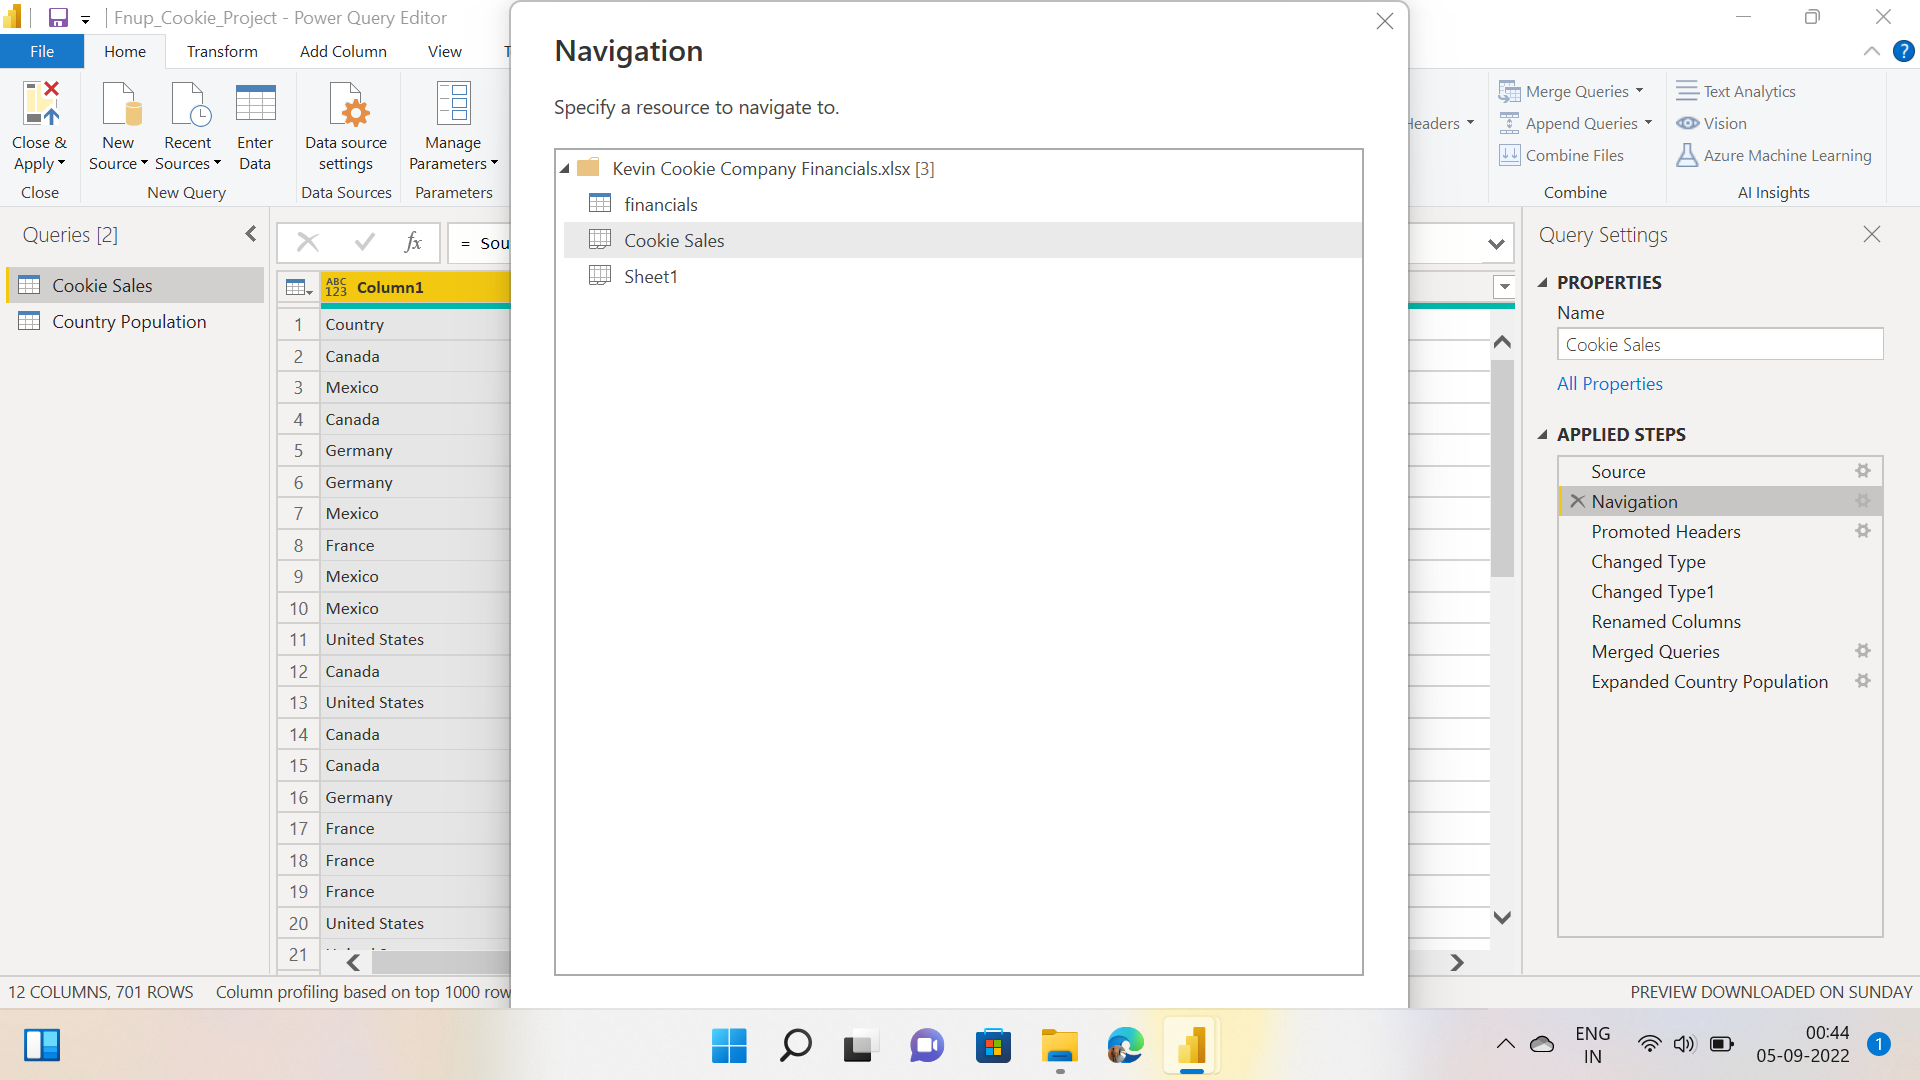 Fnup_Cookie_Project - Power Query Editor
File
Home
Transform
Add Column
View
Close &
Apply
New
Source
Recent
Sources
Enter
Data
Data source
settings
Manage
Parameters
Close
New Query
Data Sources
Parameters
Merge Queries
Append Queries
Combine Files
Combine
Text Analytics
Vision
Azure Machine Learning
AI Insights
Navigation
Specify a resource to navigate to.
Kevin Cookie Company Financials.xlsx [3]
financials
Cookie Sales
Sheet1
Queries [2]
Cookie Sales
Country Population
fx
= Sou
ABC
123
Column1
1 Country
2 Canada
3 Mexico
4 Canada
5 Germany
6 Germany
7 Mexico
8 France
9 Mexico
10 Mexico
11 United States
12 Canada
13 United States
14 Canada
15 Canada
16 Germany
17 France
18 France
19 France
20 United States
21
Query Settings
PROPERTIES
Name
Cookie Sales
All Properties
APPLIED STEPS
Source
Navigation
Promoted Headers
Changed Type
Changed Type1
Renamed Columns
Merged Queries
Expanded Country Population
12 COLUMNS, 701 ROWS
Column profiling based on top 1000 row
PREVIEW DOWNLOADED ON SUNDAY
ENG
IN
00:44
05-09-2022
1